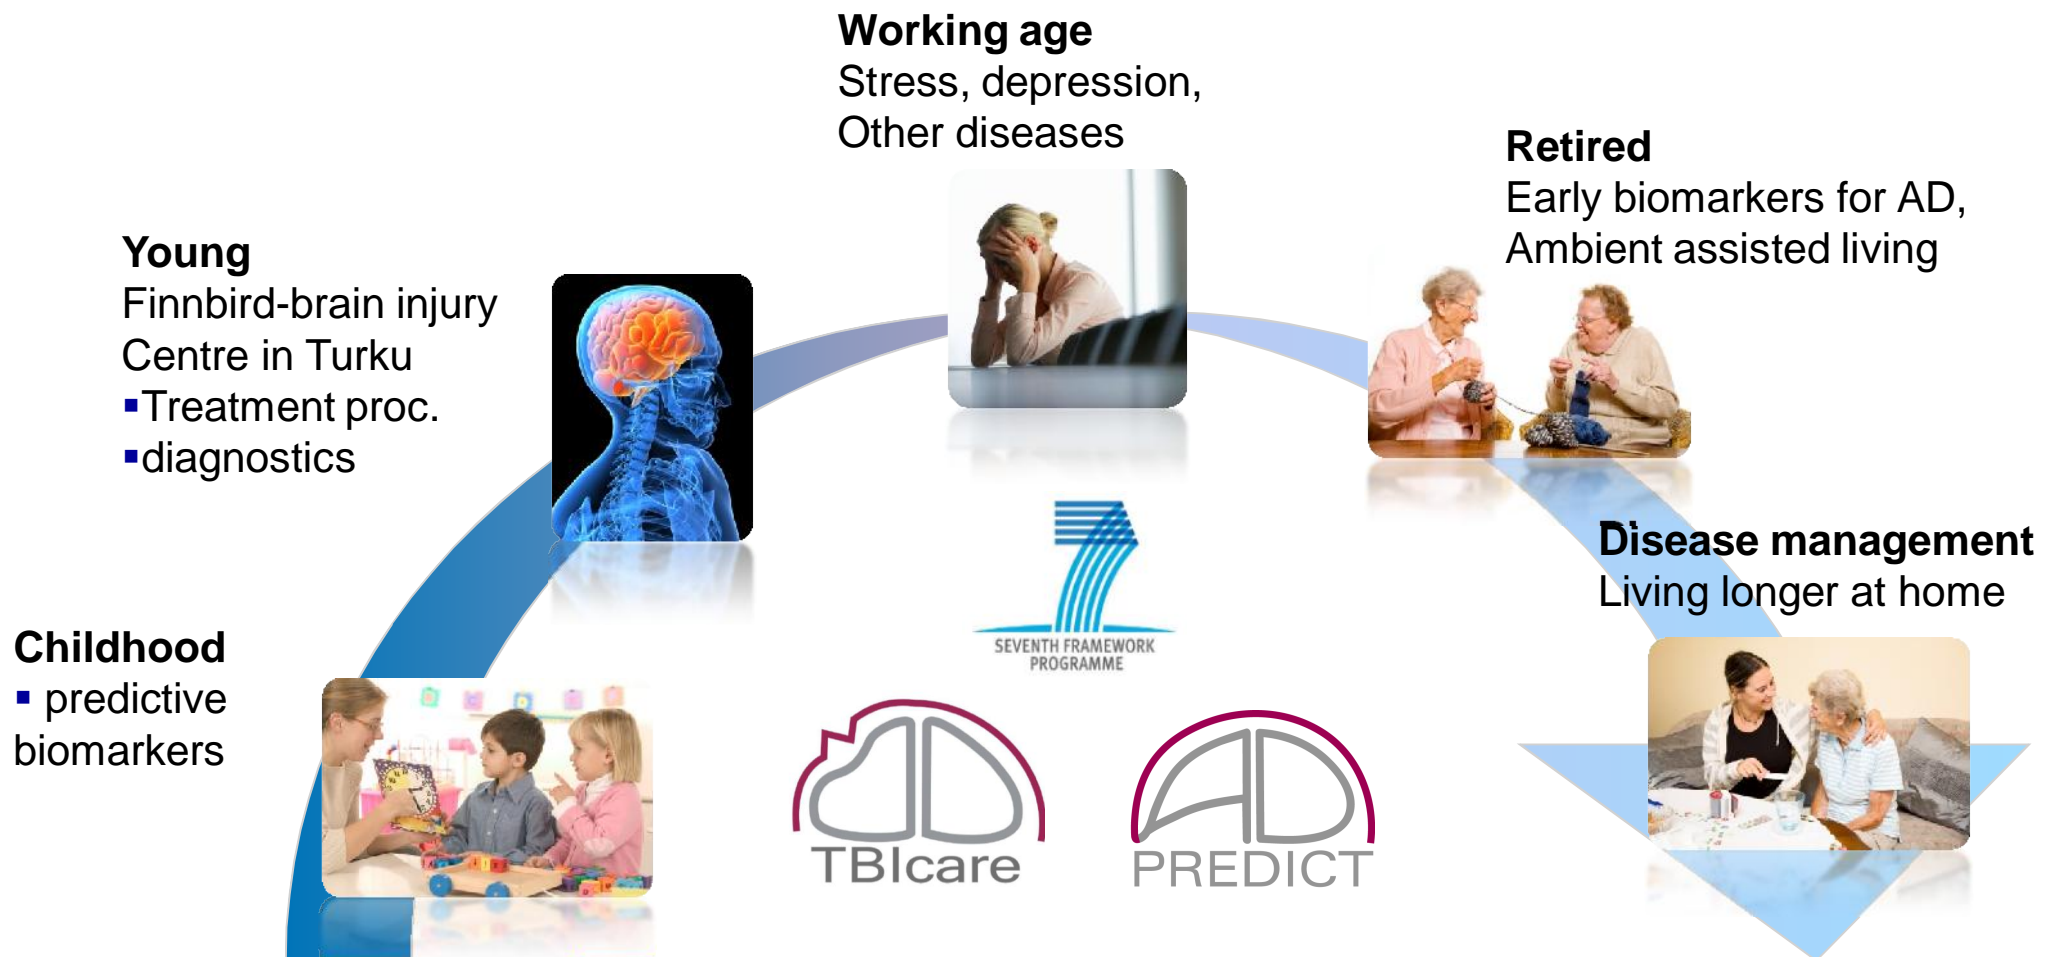 Working age
Stress, depression,
Other diseases
Retired
Early biomarkers for AD,
Ambient assisted living
Young
Finnbird-brain injury
Centre in Turku
▪Treatment proc.
▪diagnostics
Disease management
Living longer at home
Childhood
▪ predictive
biomarkers
7
SEVENTH FRAMEWORK
PROGRAMME
TBIcare
AD
PREDICT